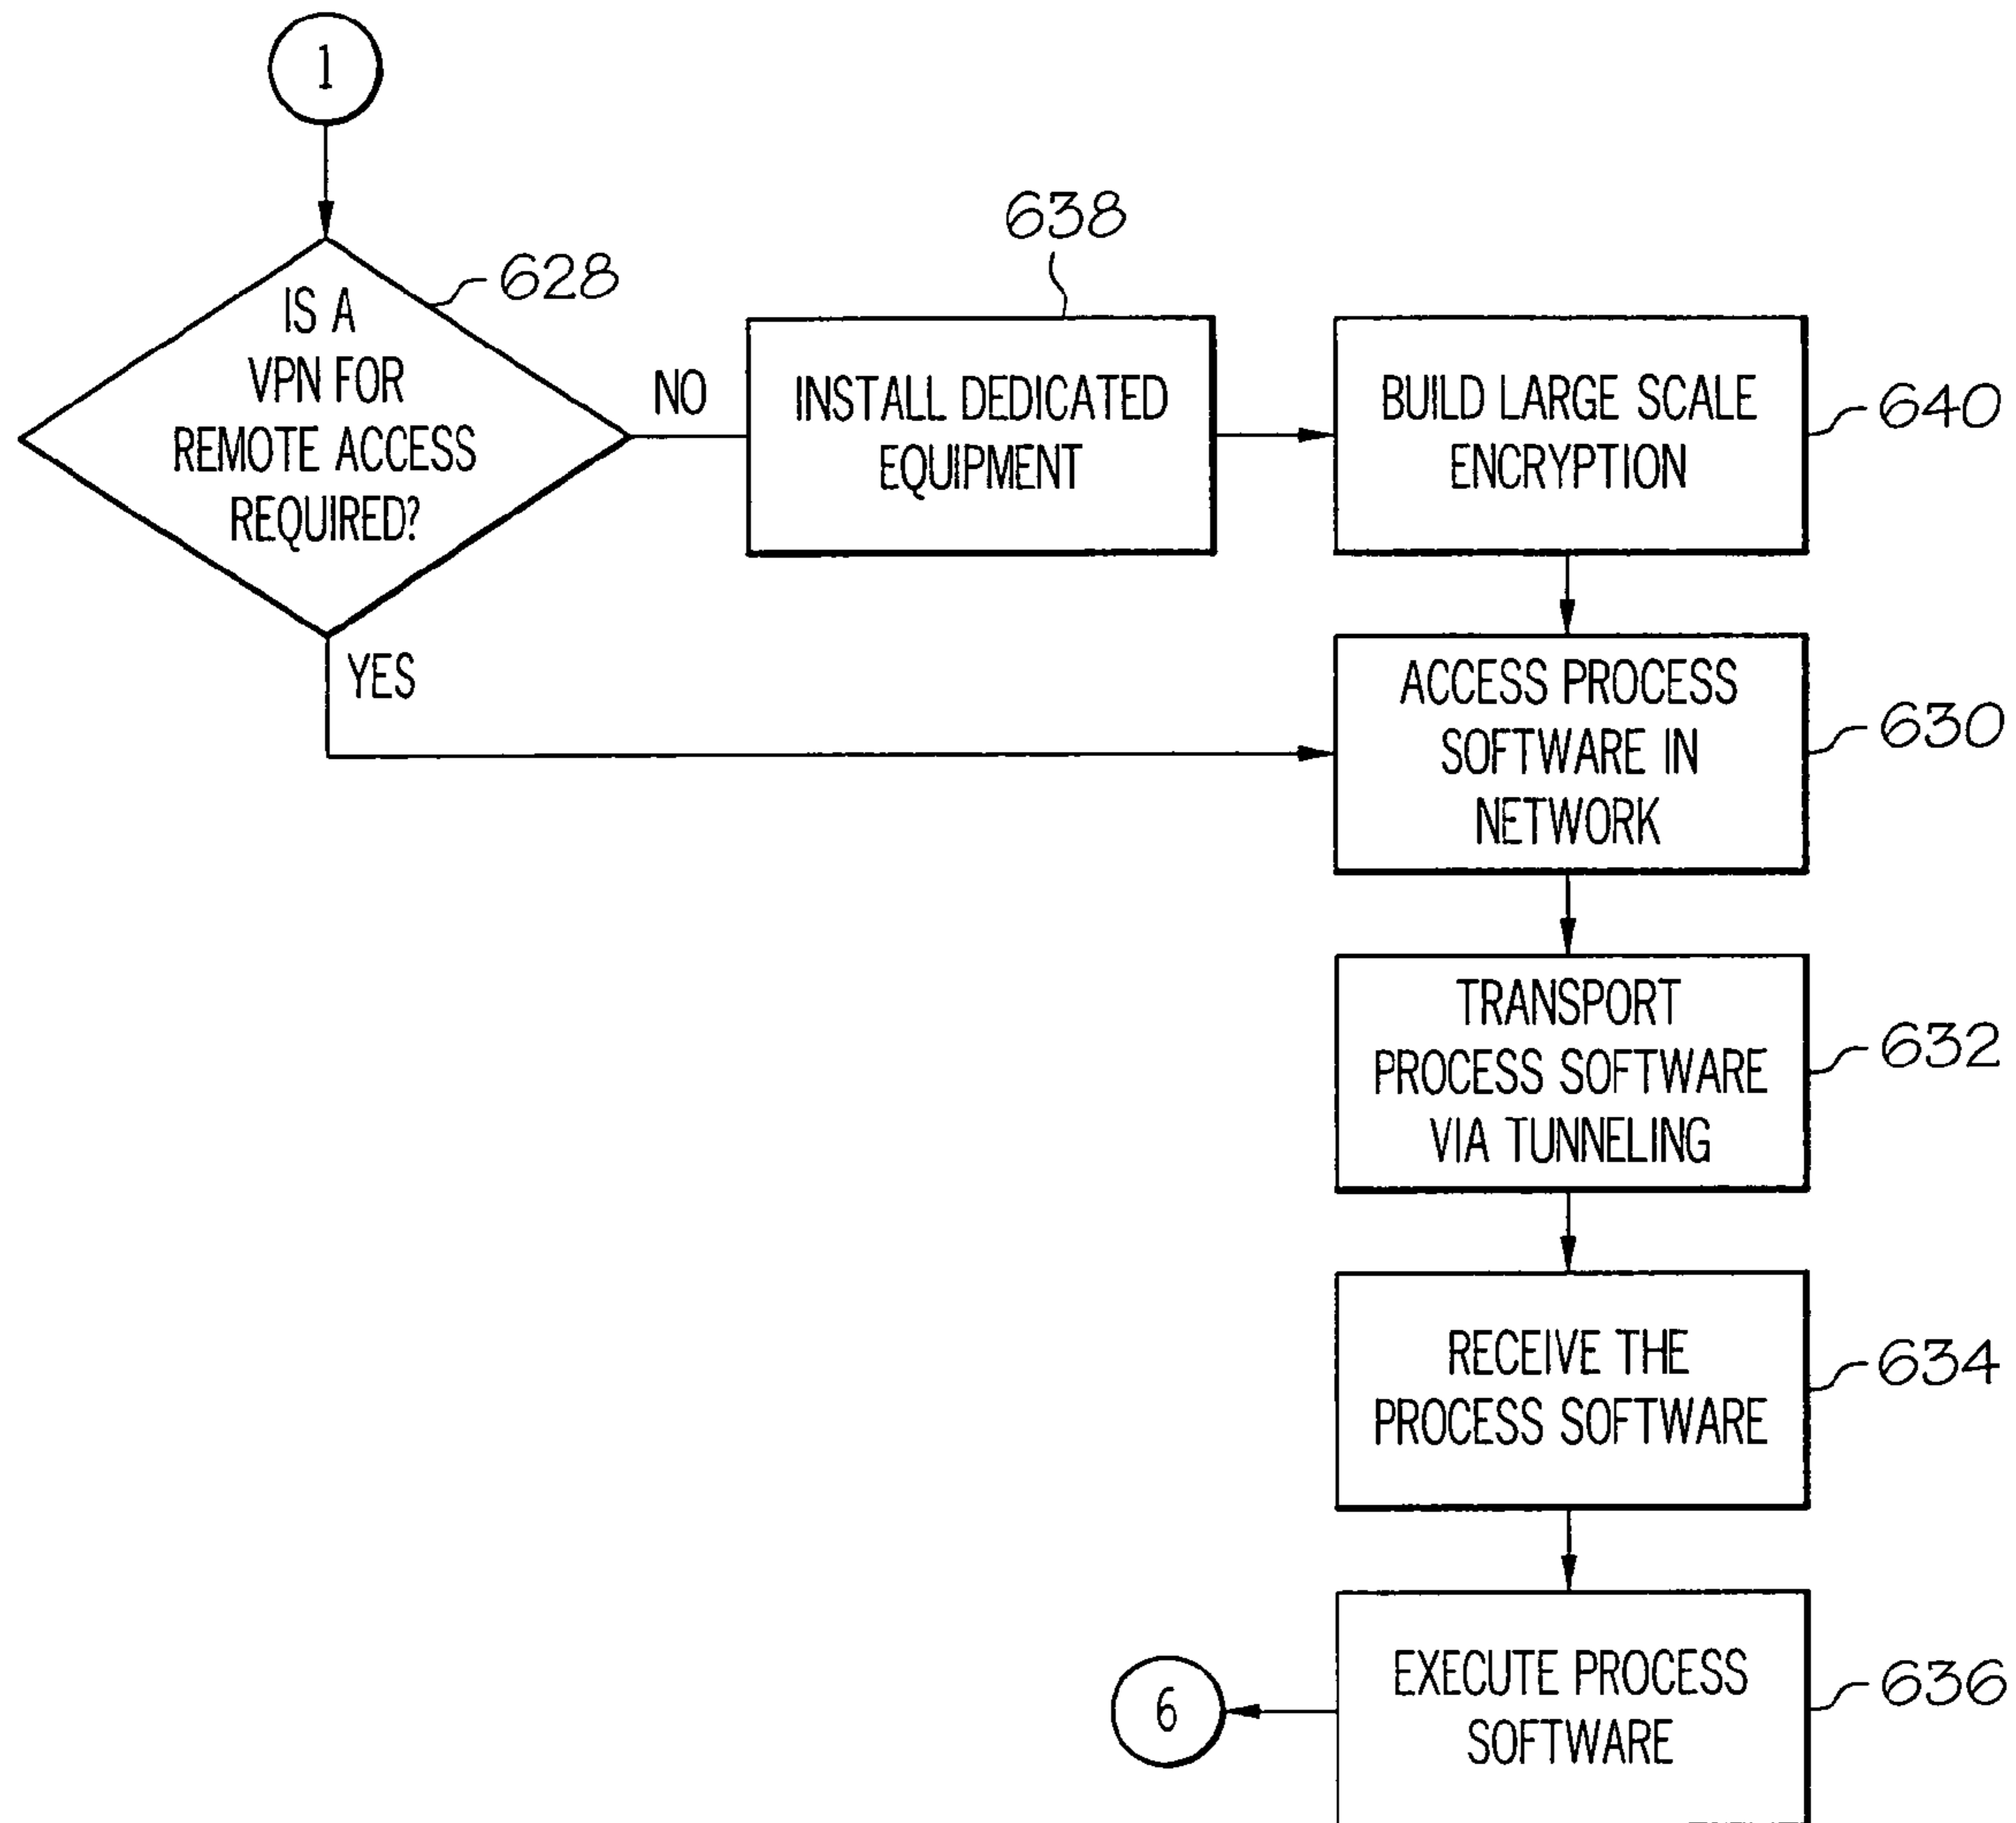 1
IS A
VPN FOR
REMOTE ACCESS
REQUIRED?
628
NO
YES
638
INSTALL DEDICATED
EQUIPMENT
BUILD LARGE SCALE
ENCRYPTION
640
ACCESS PROCESS
SOFTWARE IN
NETWORK
630
TRANSPORT
PROCESS SOFTWARE
VIA TUNNELING
632
RECEIVE THE
PROCESS SOFTWARE
634
EXECUTE PROCESS
SOFTWARE
636
6